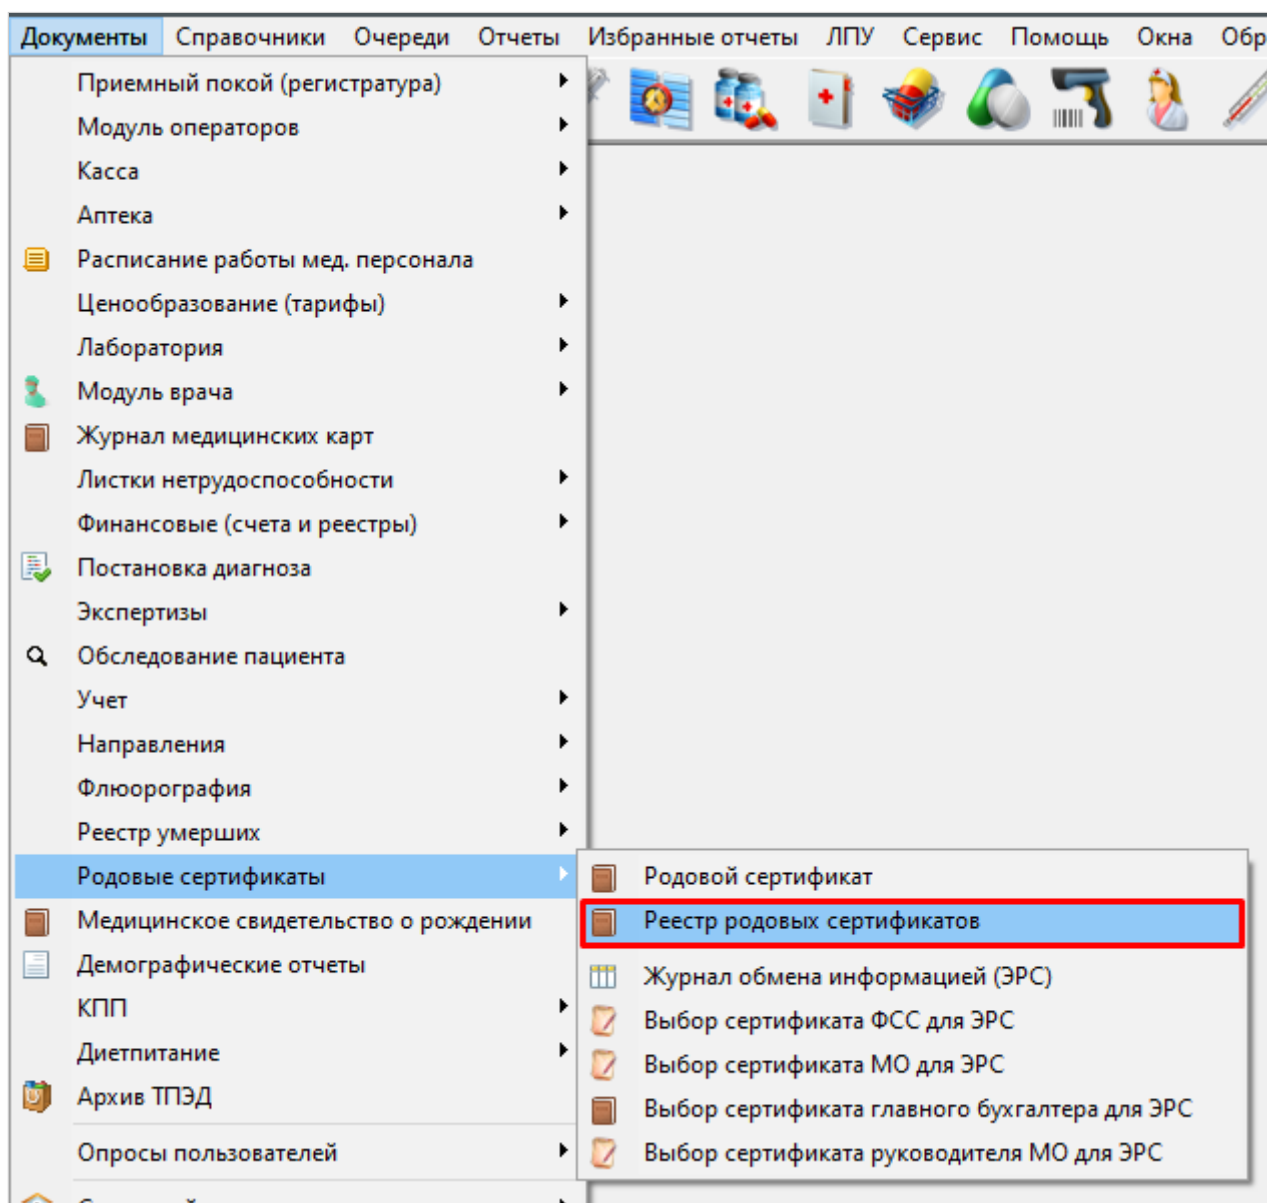 Документы Справочники Очереди Отчеты Избранные отчеты ЛПУ Сервис Помощь Окна Обр
Приемный покой (регистратура)
Модуль операторов
Касса
Аптека
Расписание работы мед. персонала
Ценообразование (тарифы)
Лаборатория
Модуль врача
Журнал медицинских карт
Листки нетрудоспособности
Финансовые (счета и реестры)
Постановка диагноза
Экспертизы
Обследование пациента
Учет
Направления
Флюорография
Реестр умерших
Родовые сертификаты
Медицинское свидетельство о рождении
Демографические отчеты
КПП
Диетпитание
Архив ТПЭД
Опросы пользователей
Родовой сертификат
Реестр родовых сертификатов
Журнал обмена информацией (ЭРС)
Выбор сертификата ФСС для ЭРС
Выбор сертификата МО для ЭРС
Выбор сертификата главного бухгалтера для ЭРС
Выбор сертификата руководителя МО для ЭРС